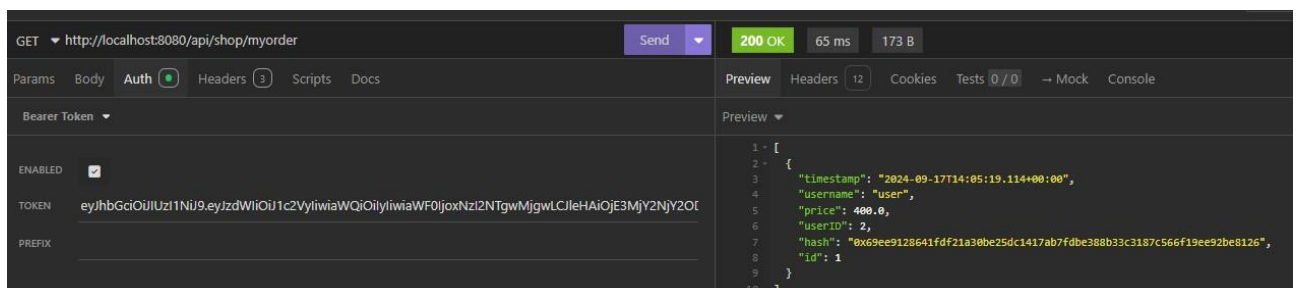 GET http://localhost:8080/api/shop/myorder Send
Params Body Auth Headers 3 Scripts Docs
Bearer Token
ENABLED
TOKEN eyJhbGciOiJIUzI1NiJ9.eyJzdWIiOiJ1c2VyIiwiaWQiOiIyIiwiaWF0IjoxNzI2NTgwMjgwLCJleHAiOjE3MjY2NjY2OD
PREFIX
200 OK 65 ms 173 B
Preview Headers 12 Cookies Tests 0 / 0 → Mock Console
Preview
1 [
2 {
3 "timestamp": "2024-09-17T14:05:19.114+00:00",
4 "username": "user",
5 "price": 400.0,
6 "userID": 2,
7 "hash": "0x69ee9128641fdf21a30be25dc1417ab7fdbe388b33c3187c566f19ee92be8126",
8 "id": 1
9 }